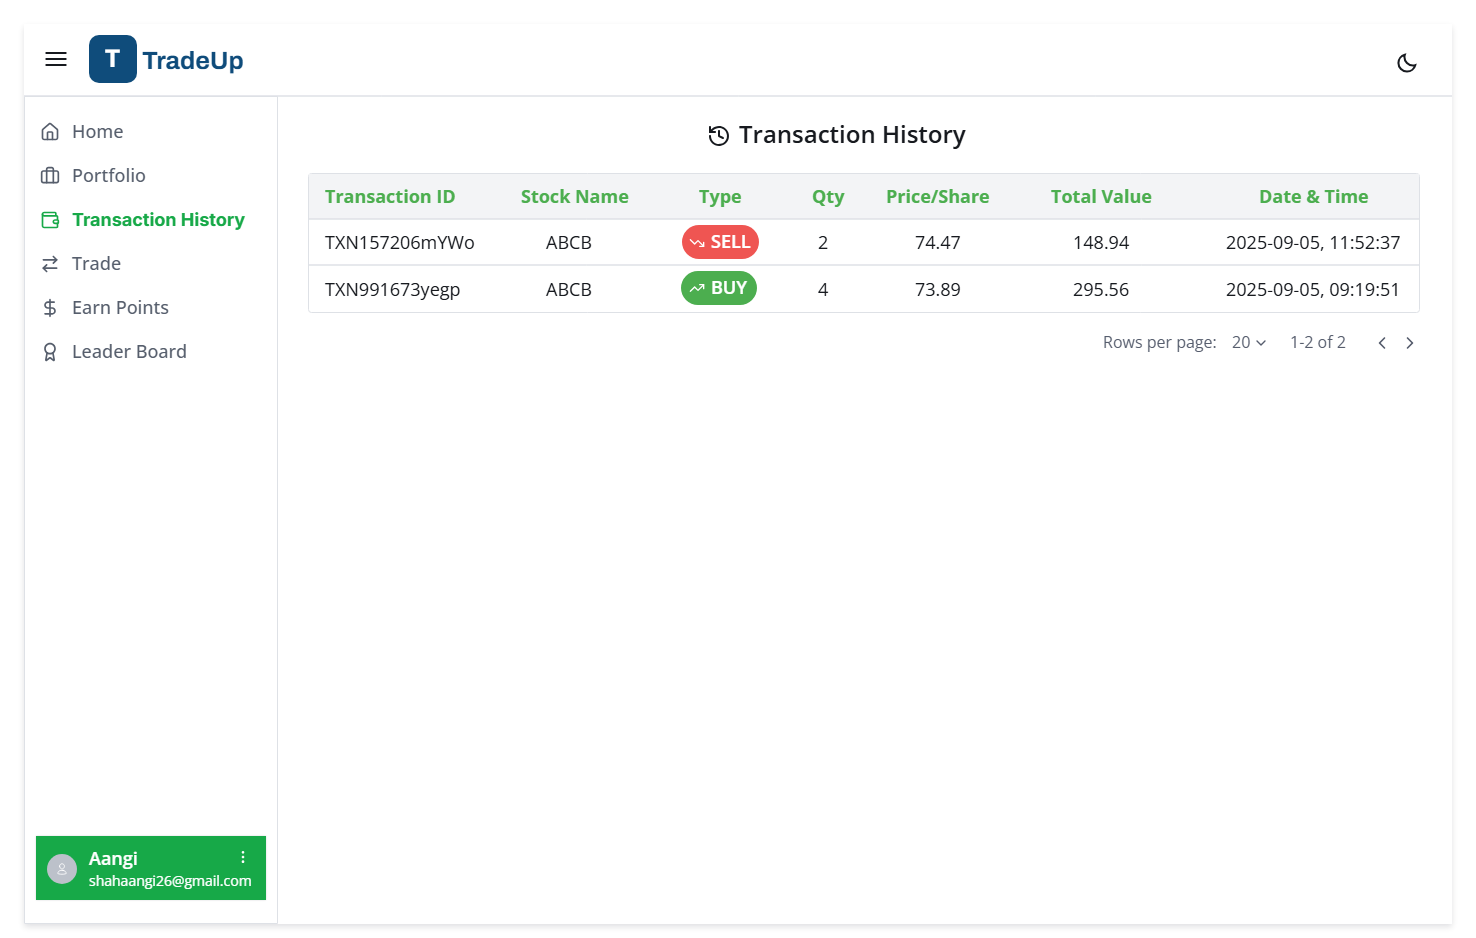 T TradeUp
Home
Portfolio
Transaction History
Trade
Earn Points
Leader Board
Aangi
shahaangi26@gmail.com
Transaction History
Transaction ID Stock Name Type Qty Price/Share Total Value Date & Time
TXN157206mYWo ABCB SELL 2 74.47 148.94 2025-09-05, 11:52:37
TXN991673yegp ABCB BUY 4 73.89 295.56 2025-09-05, 09:19:51
Rows per page: 20 1-2 of 2